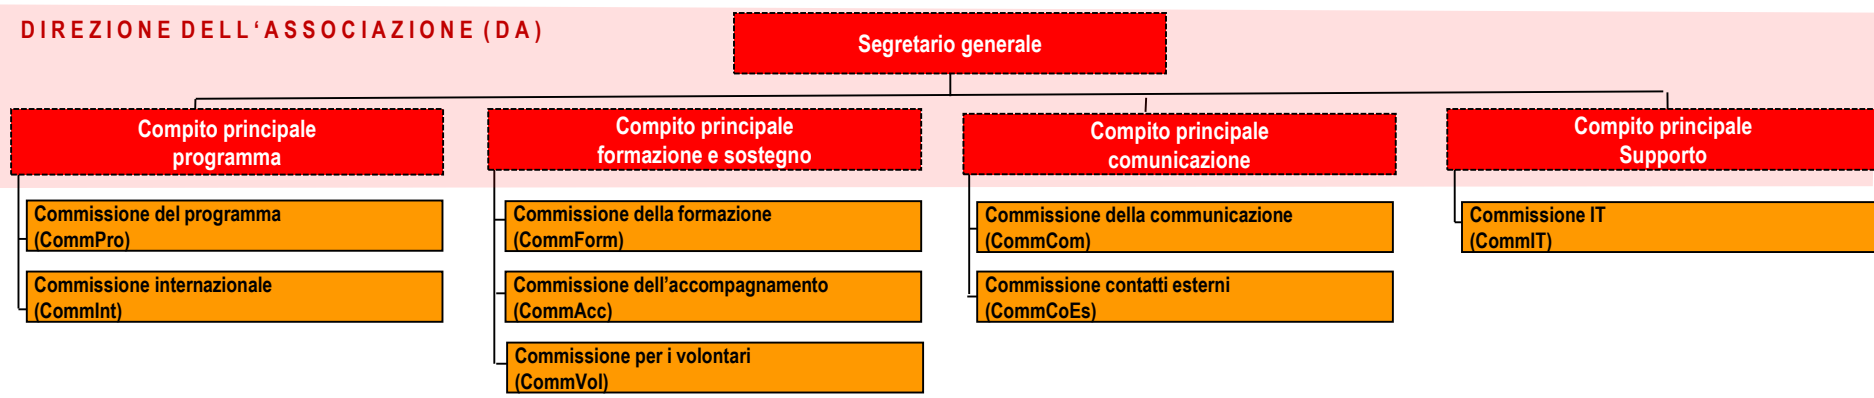 DIREZIONE DELL‘ASSOCIAZIONE (DA)
Segretario generale
Compito principale
programma
Commissione del programma
(CommPro)
Commissione internazionale
(CommInt)
Compito principale
formazione e sostegno
Commissione della formazione
(CommForm)
Commissione dell’accompagnamento
(CommAcc)
Commissione per i volontari
(CommVol)
Compito principale
comunicazione
Commissione della communicazione
(CommCom)
Commissione contatti esterni
(CommCoEs)
Compito principale
Supporto
Commissione IT
(CommIT)